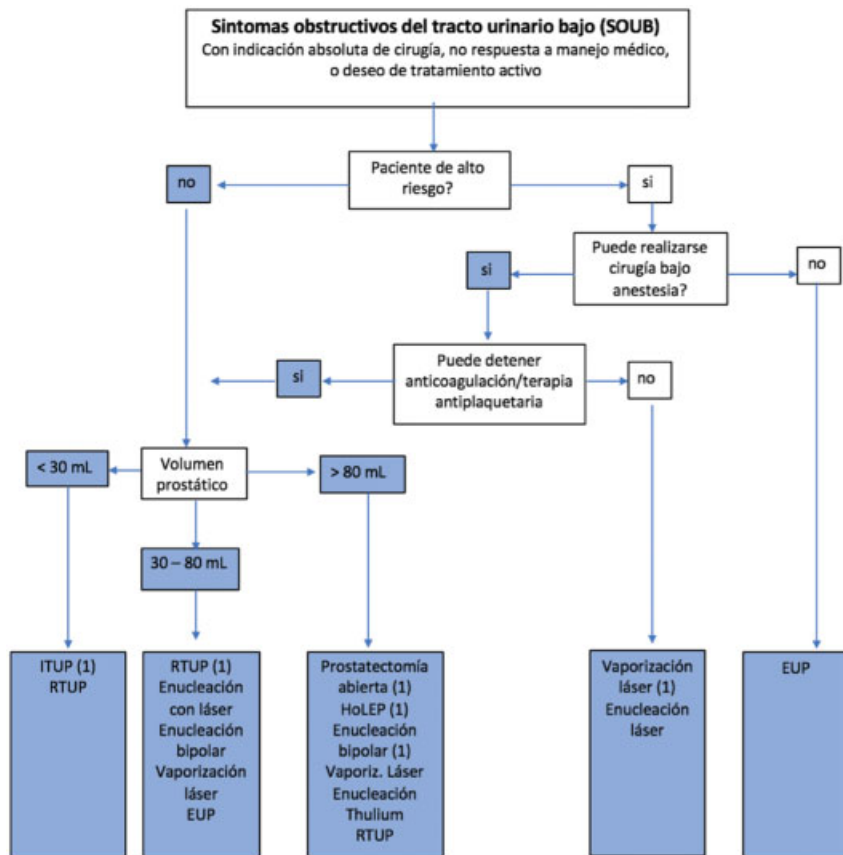 Sintomas obstructivos del tracto urinario bajo (SOUB)
Con indicación absoluta de cirugía, no respuesta a manejo médico,
o deseo de tratamiento activo
Paciente de alto
riesgo?
no
si
Puede realizarse
cirugía bajo
anestesia?
si
no
Puede detener
anticoagulación/terapia
antiplaquetaria
si
no
Volumen
prostático
< 30 mL
> 80 mL
30 – 80 mL
ITUP (1)
RTUP
RTUP (1)
Enucleación
con láser
Enucleación
bipolar
Vaporización
láser
EUP
Prostatectomía
abierta (1)
HoLEP (1)
Enucleación
bipolar (1)
Vaporiz. Láser
Enucleación
Thulium
RTUP
Vaporización
láser (1)
Enucleación
láser
EUP